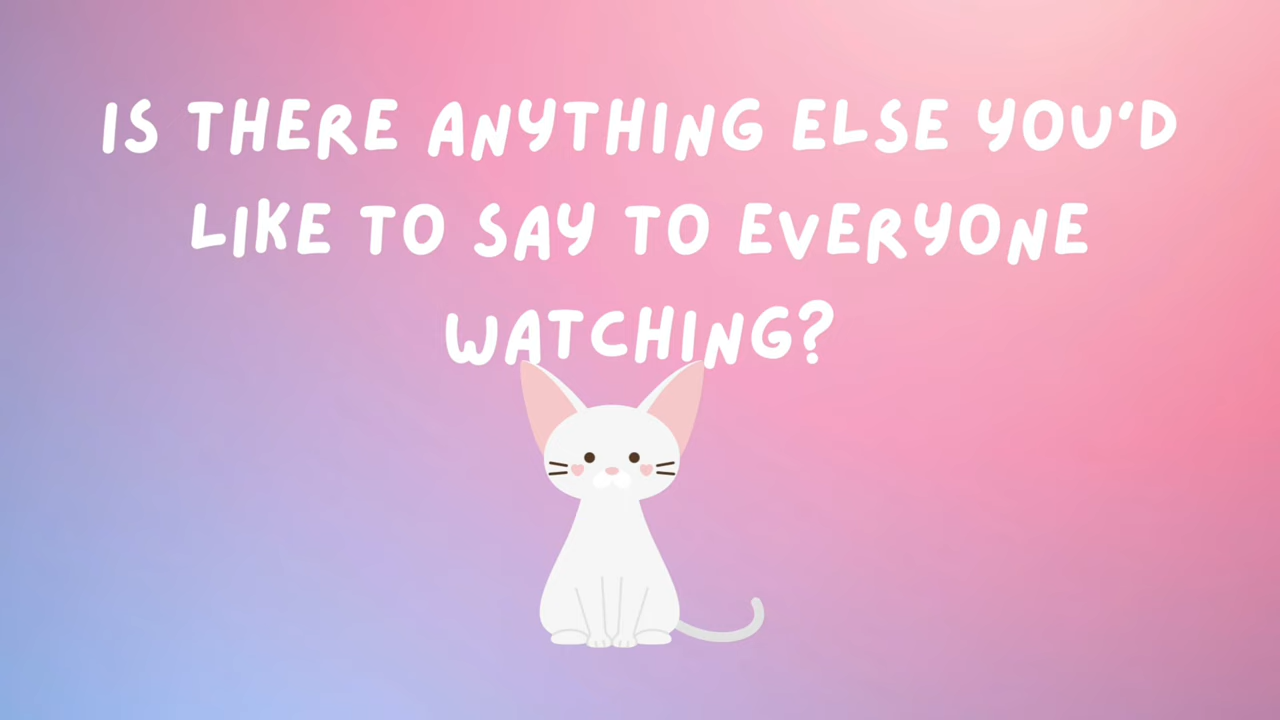 IS THERE ANYTHING ELSE YOU'D
LIKE TO SAY TO EVERYONE
WATCHING?